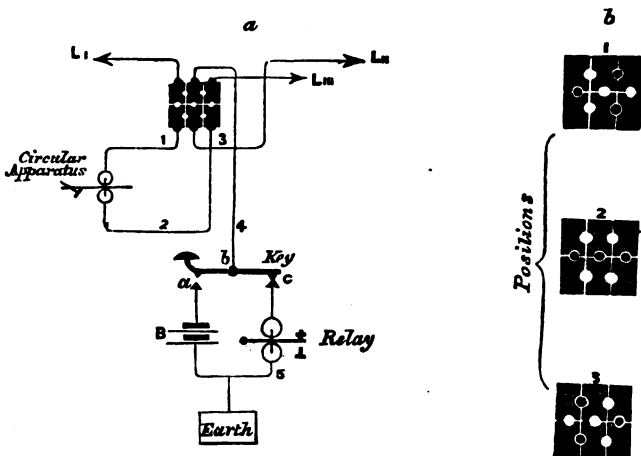 a
L I
L II
L III
1
3
Circular
Apparatus
2
4
b
Key
a
c
B
Relay
5
Earth
b
1
Positions
2
3